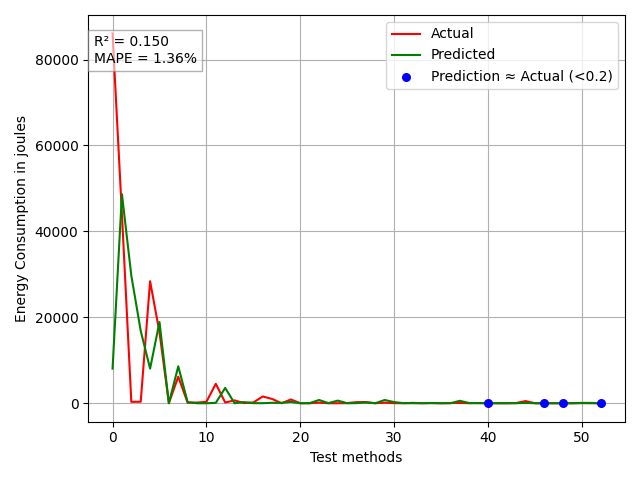 R² = 0.150
MAPE = 1.36%
Actual
Predicted
Prediction ≈ Actual (<0.2)
Energy Consumption in joules
80000
60000
40000
20000
0
0 10 20 30 40 50
Test methods